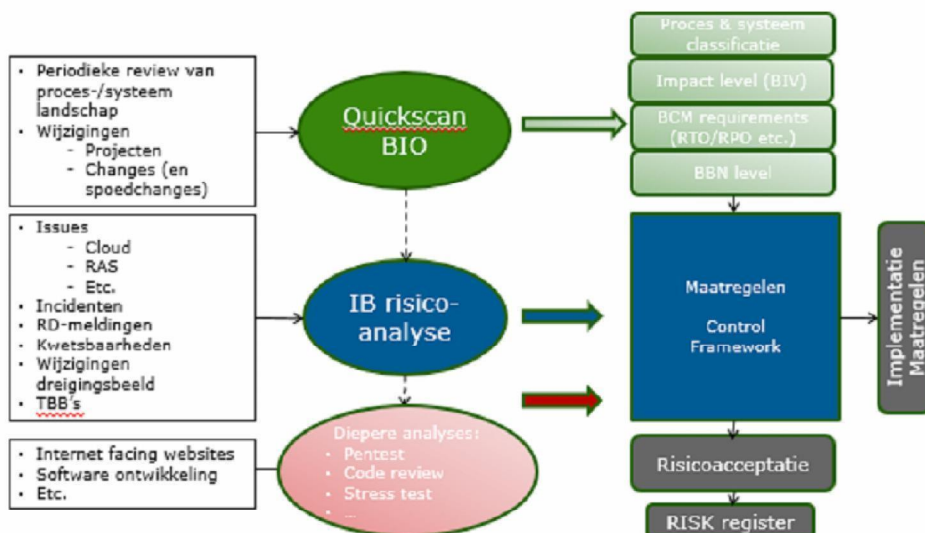 • Periodieke review van
proces-/systeem
landschap
• Wijzigingen
- Projecten
- Changes (en
spoedchanges)
Quickscan
BIO
Proces & systeem
classificatie
Impact level (BIV)
BCM requirements
(RTO/RPO etc.)
BBN level
• Issues
- Cloud
- RAS
- Etc.
• Incidenten
• RD-meldingen
• Kwetsbaarheden
• Wijzigingen
dreigingsbeeld
• TBB's
IB risico-
analyse
Maatregelen
Control
Framework
Implementatie
Maatregelen
• Internet facing websites
• Software ontwikkeling
• Etc.
Diepere analyses:
• Pentest
• Code review
• Stress test
• ...
Risicoacceptatie
RISK register